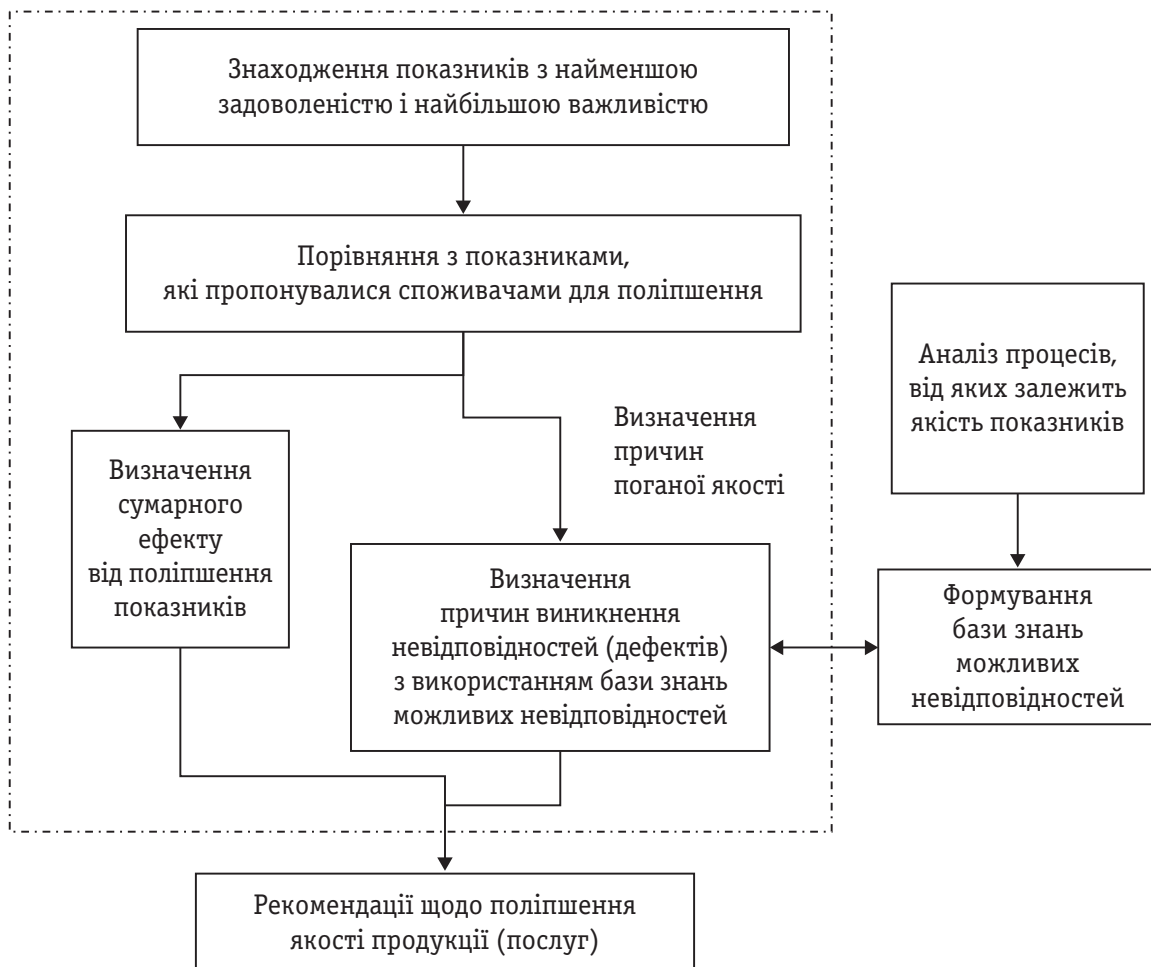 Знаходження показників з найменшою
задоволеністю і найбільшою важливістю
Порівняння з показниками,
які пропонувалися споживачами для поліпшення
Аналіз процесів,
від яких залежить
якість показників
Визначення
причин
поганої якості
Визначення
сумарного
ефекту
від поліпшення
показників
Визначення
причин виникнення
невідповідностей (дефектів)
з використанням бази знань
можливих невідповідностей
Формування
бази знань
можливих
невідповідностей
Рекомендації щодо поліпшення
якості продукції (послуг)